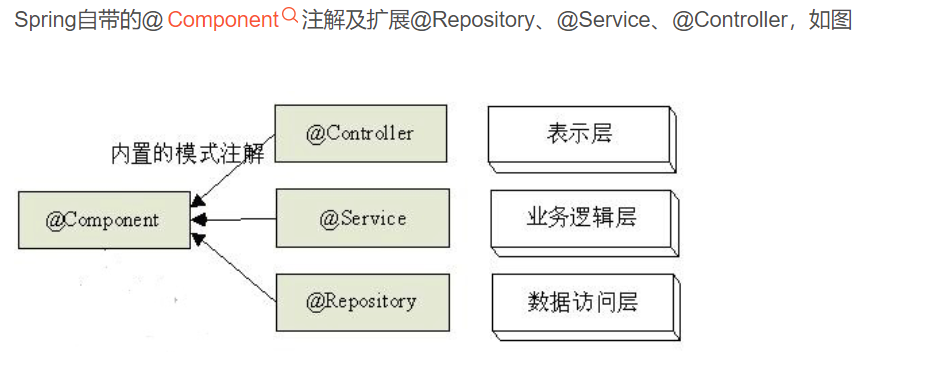 Spring自带的@Component注解及扩展@Repository、@Service、@Controller，如图
@Controller 表示层
内置的模式注解
@Component @Service 业务逻辑层
@Repository 数据访问层